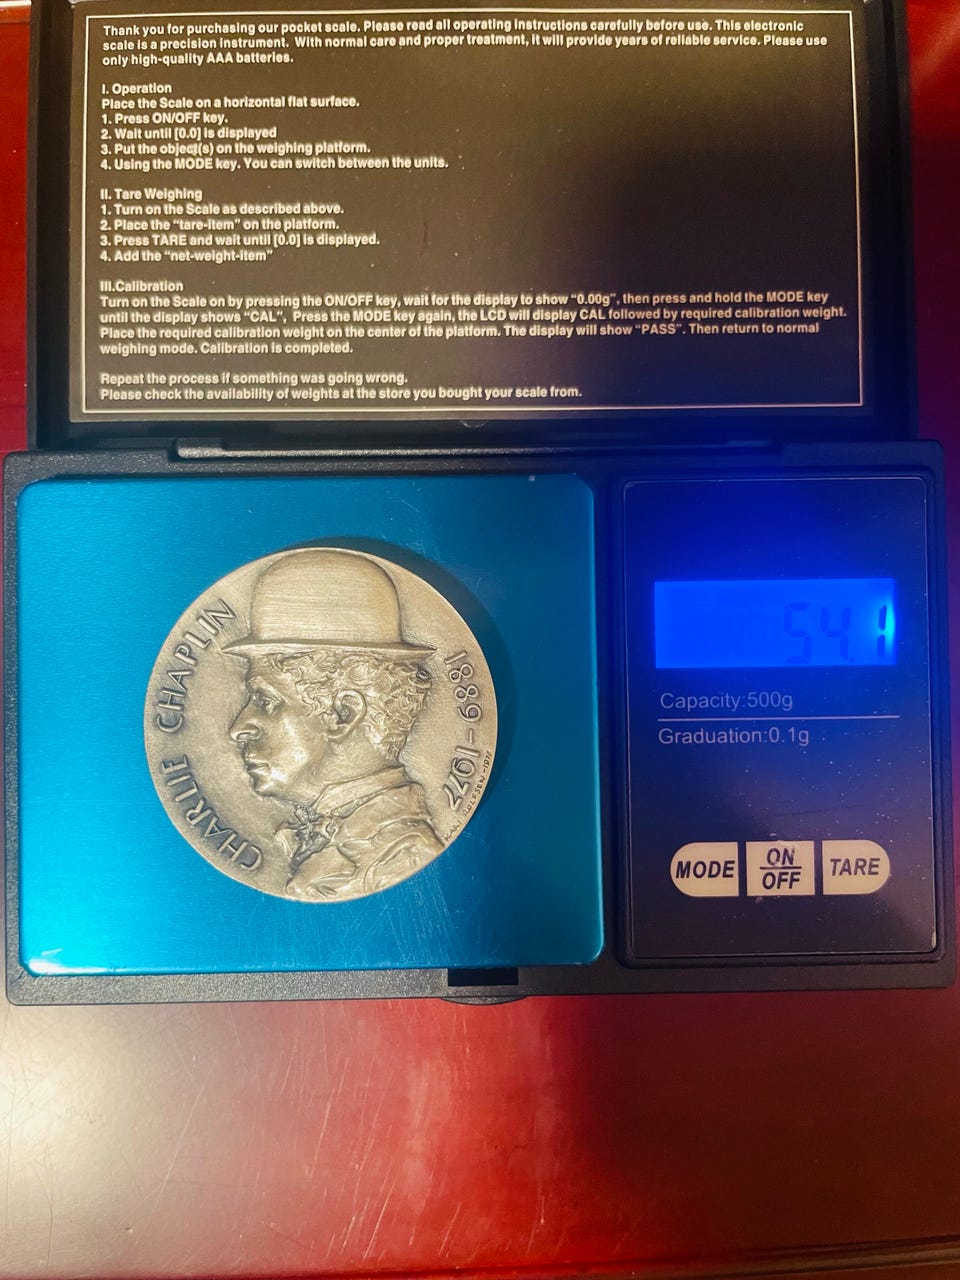 Thank you for purchasing our pocket scale. Please read all operating Instructions carefully before use. This electronic
scale is a precision instrument. With normal care and proper treatment, it will provide years of reliable service. Please use
only high-quality AAA batteries.
I. Operation
Place the Scale on a horizontal flat surface.
1. Press ON/OFF key.
2. Wait until [0.0] is displayed
3. Put the object(s) on the weighing platform.
4. Using the MODE key. You can switch between the units.
II. Tare Weighing
1. Turn on the Scale as described above.
2. Place the "tare-item" on the platform.
3. Press TARE and wait until [0.0] is displayed.
4. Add the "net-weight-item"
III.Calibration
Turn on the Scale on by pressing the ON/OFF key, wait for the display to show "0.00g", then press and hold the MODE key
until the display shows "CAL", Press the MODE key again, the LCD will display CAL followed by required calibration weight.
Place the required calibration weight on the center of the platform. The display will show "PASS". Then return to normal
weighing mode. Calibration is completed.
Repeat the process if something was going wrong.
Please check the availability of weights at the store you bought your scale from.
CHARLIE CHAPLIN
1889-1977
54.1
Capacity:500g
Graduation:0.1g
MODE
ON
OFF
TARE